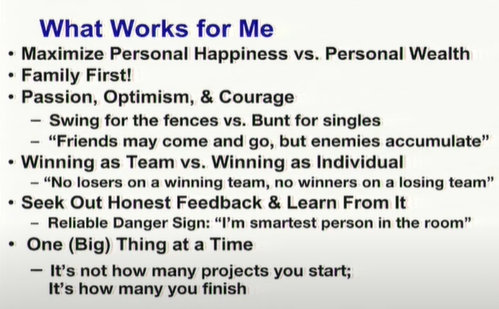 What Works for Me
• Maximize Personal Happiness vs. Personal Wealth
• Family First!
• Passion, Optimism, & Courage
– Swing for the fences vs. Bunt for singles
– “Friends may come and go, but enemies accumulate”
• Winning as Team vs. Winning as Individual
– “No losers on a winning team, no winners on a losing team”
• Seek Out Honest Feedback & Learn From It
– Reliable Danger Sign: “I’m smartest person in the room”
• One (Big) Thing at a Time
– It’s not how many projects you start;
It’s how many you finish